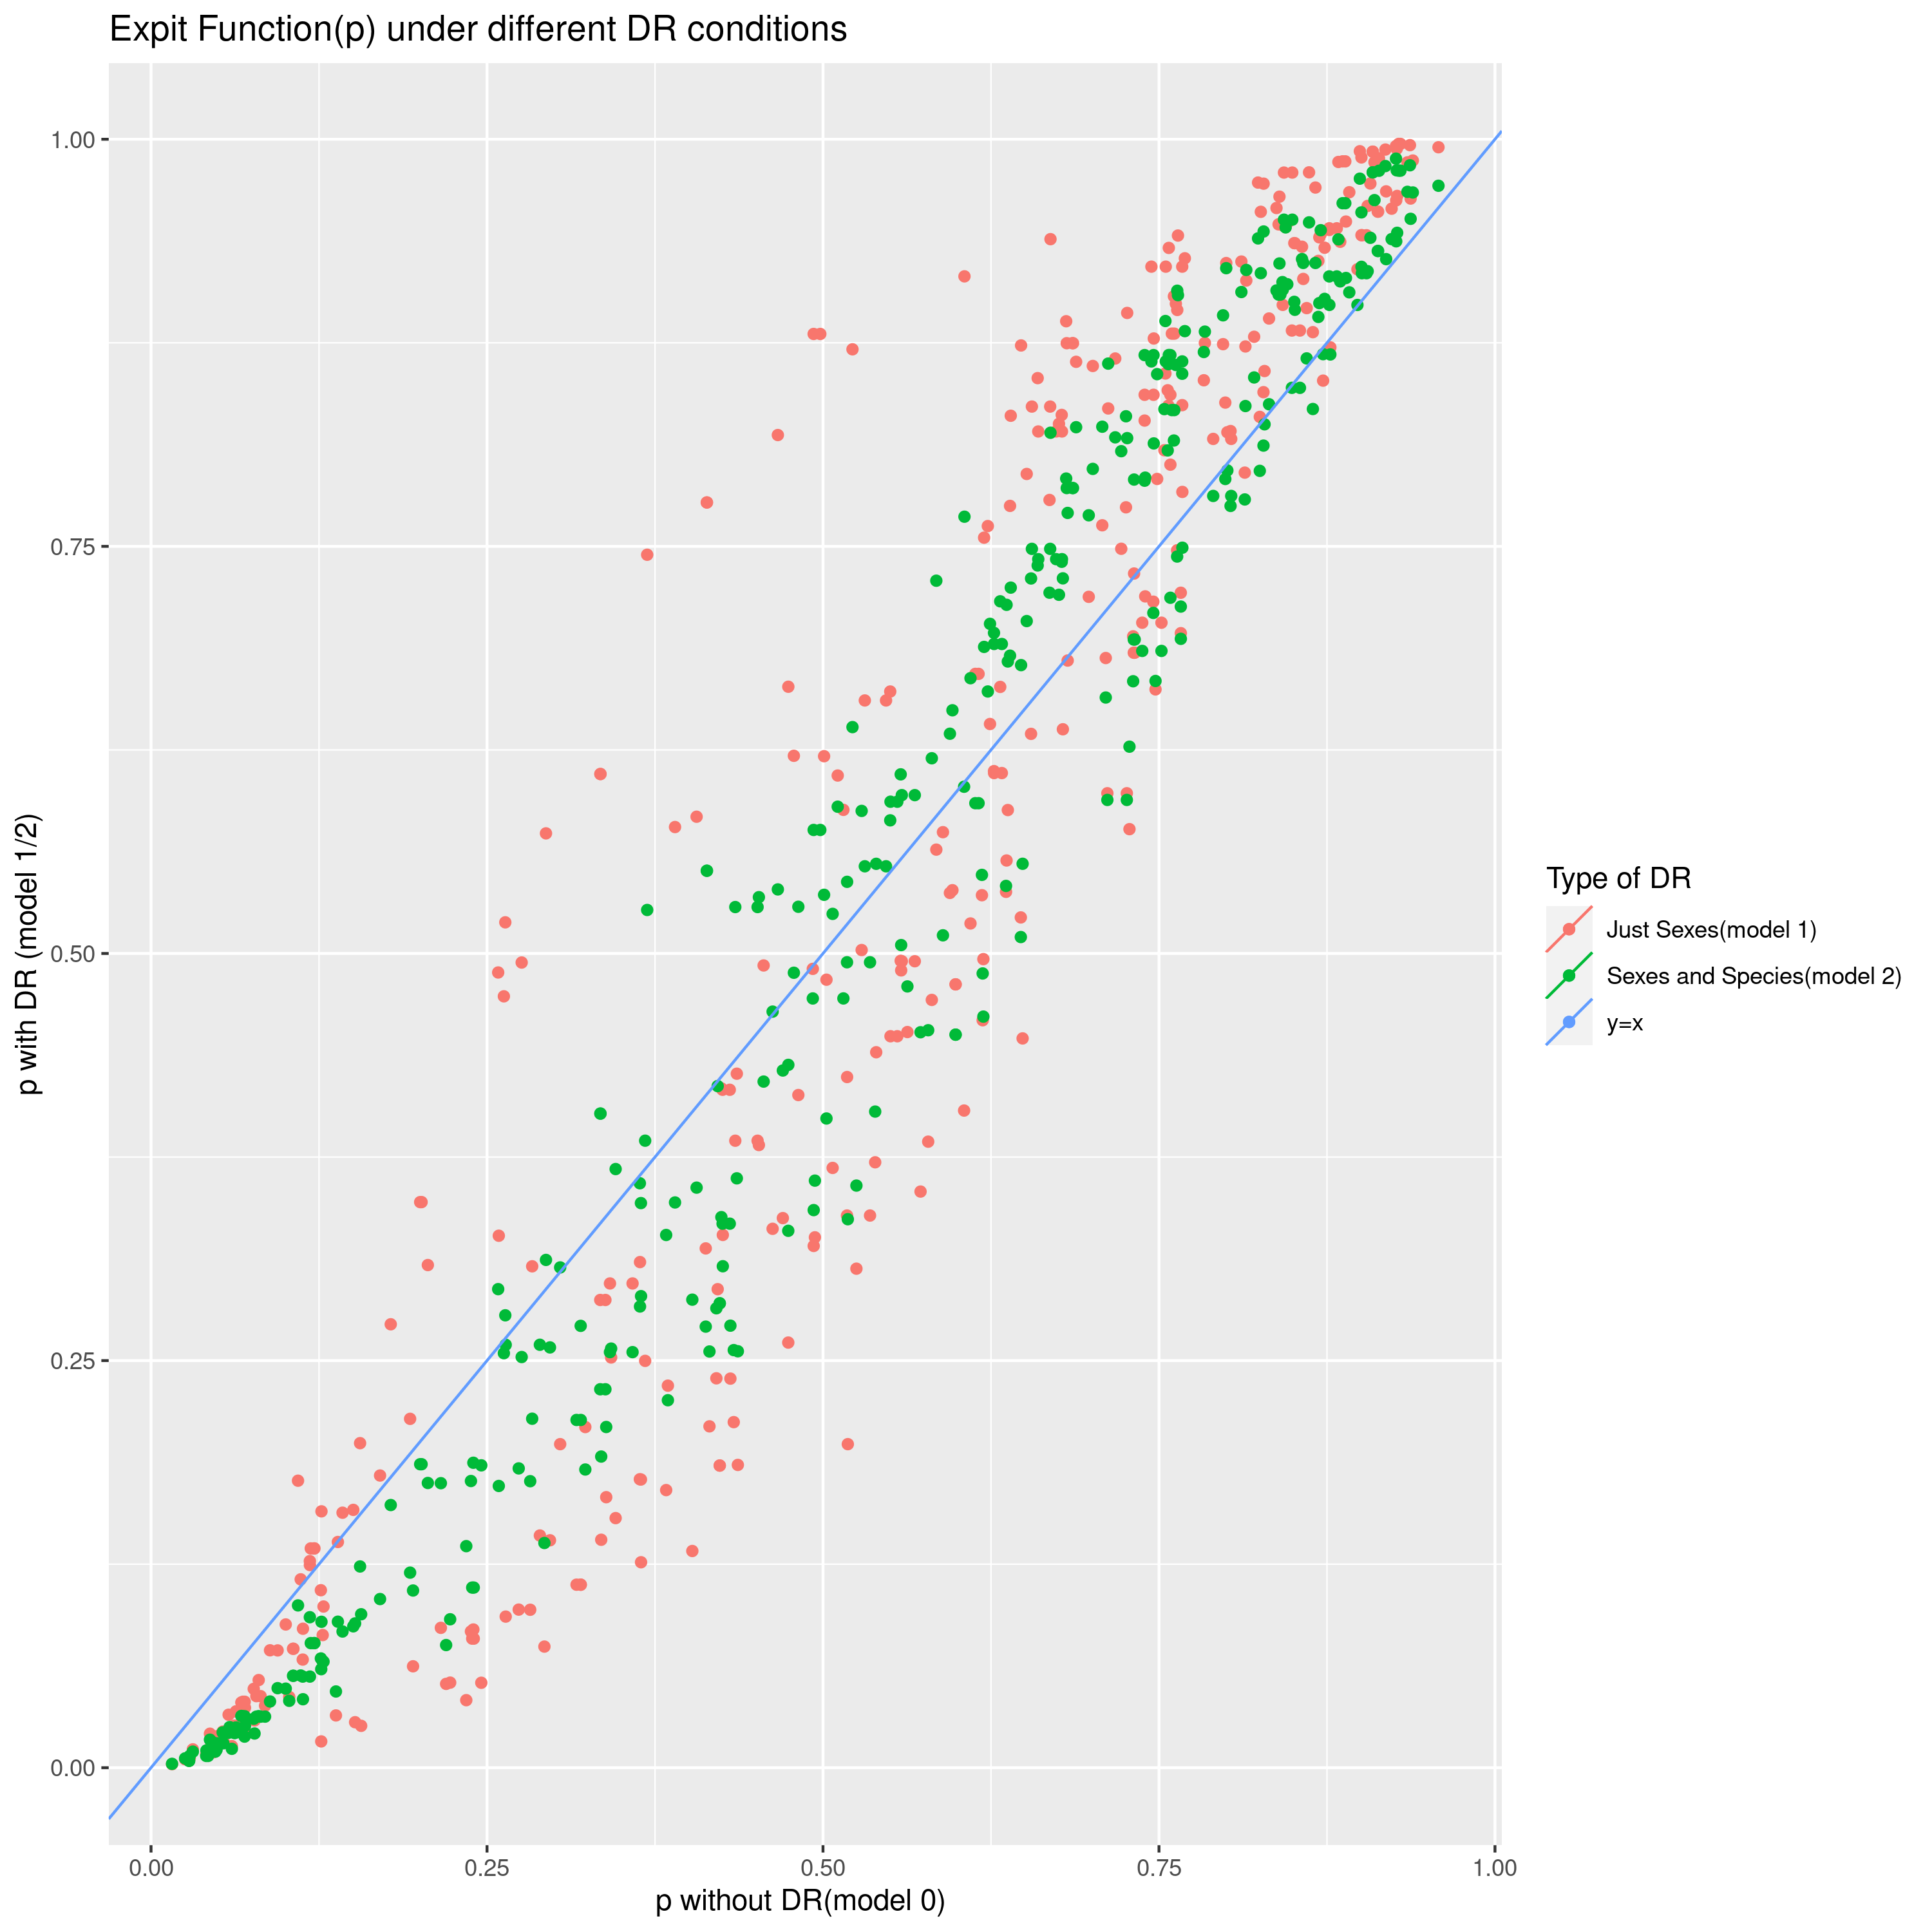 Expit Function(p) under different DR conditions
1.00
0.75
0.50
0.25
0.00
p with DR (model 1/2)
0.00 0.25 0.50 0.75 1.00
p without DR(model 0)
Type of DR
Just Sexes(model 1)
Sexes and Species(model 2)
y=x